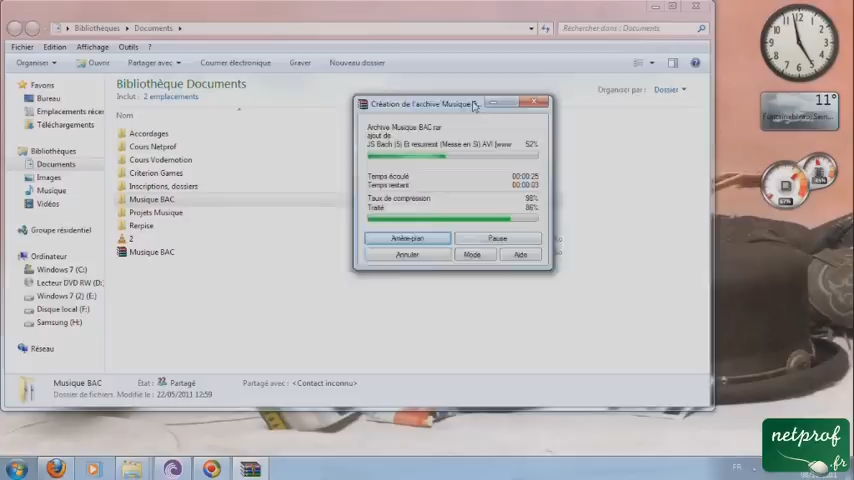 Bibliothèques ▸ Documents ▸
Rechercher dans : Documents
Fichier Edition Affichage Outils ?
Organiser Ouvrir Partager avec Courrier électronique Graver Nouveau dossier
Favoris
Bureau
Emplacements récen
Téléchargements
Bibliothèques
Documents
Images
Musique
Vidéos
Groupe résidentiel
Ordinateur
Windows 7 (C:)
Lecteur DVD RW (D:)
Windows 7 (2) (E:)
Disque local (F:)
Samsung (H:)
Réseau
Bibliothèque Documents
Inclut : 2 emplacements
Organiser par : Dossier
Nom
Accordages
Cours Netprof
Cours Vodemotion
Criterion Games
Inscriptions, dossiers
Musique BAC
Projets Musique
Rerpise
2
Musique BAC
Création de l'archive Musique
Archive Musique BAC.rar
ajout de
JS Bach (5) Et resurrexit (Messe en Si) AVI [www 52%
Temps écoulé 00:00:25
Temps restant 00:00:03
Taux de compression 98%
Traité 86%
Arrière-plan Pause
Annuler Mode Aide
Musique BAC État : Partagé Partagé avec : <Contact inconnu>
Dossier de fichiers Modifié le : 22/05/2011 12:59
11°
FR
netprof
.fr